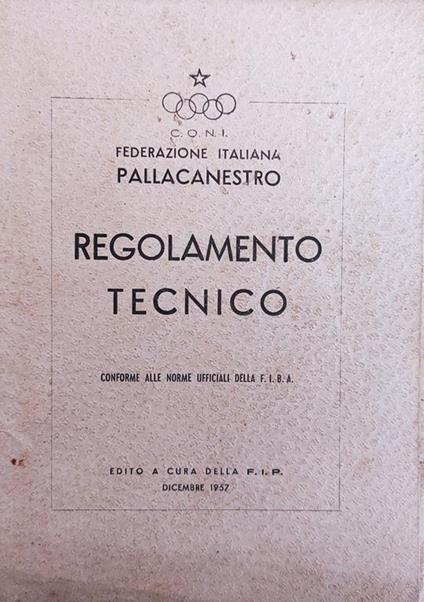 C.O.N.I.
FEDERAZIONE ITALIANA
PALLACANESTRO
REGOLAMENTO
TECNICO
CONFORME ALLE NORME UFFICIALI DELLA F.I.B.A.
EDITO A CURA DELLA F.I.P.
DICEMBRE 1957